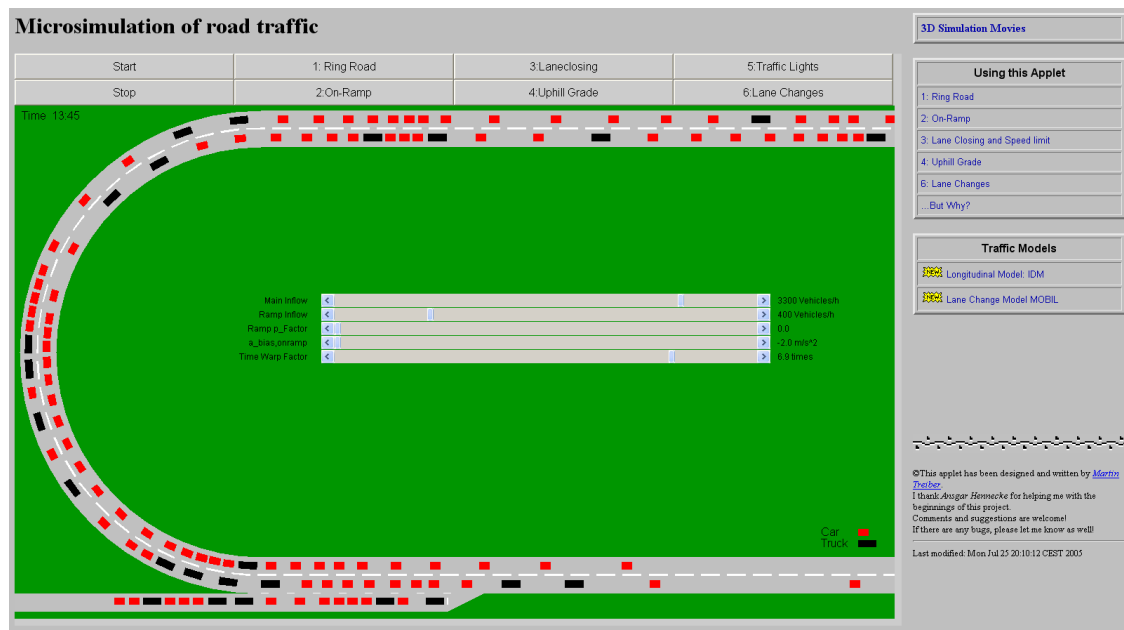 Microsimulation of road traffic
Start
1: Ring Road
3:Laneclosing
5:Traffic Lights
Stop
2:On-Ramp
4:Uphill Grade
6:Lane Changes
Time 13:45
Main Inflow
3300 Vehicles/h
Ramp Inflow
400 Vehicles/h
Ramp p_Factor
0.0
a_bias,onramp
-2.0 m/s^2
Time Warp Factor
6.9 times
Car
Truck
3D Simulation Movies
Using this Applet
1: Ring Road
2: On-Ramp
3: Lane Closing and Speed limit
4: Uphill Grade
6: Lane Changes
...But Why?
Traffic Models
NEW! Longitudinal Model: IDM
NEW! Lane Change Model MOBIL
©This applet has been designed and written by Martin
Treiber.
I thank Ansgar Hennecke for helping me with the
beginnings of this project.
Comments and suggestions are welcome!
If there are any bugs, please let me know as well!
Last modified: Mon Jul 25 20:10:12 CEST 2005